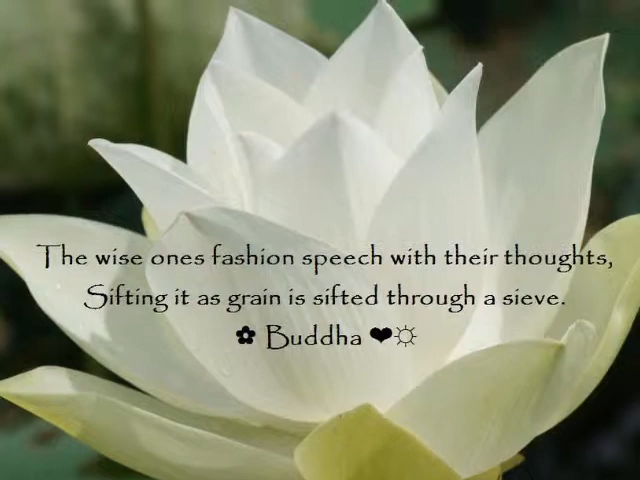 The wise ones fashion speech with their thoughts,
Sifting it as grain is sifted through a sieve.
✿ Buddha ❤☼